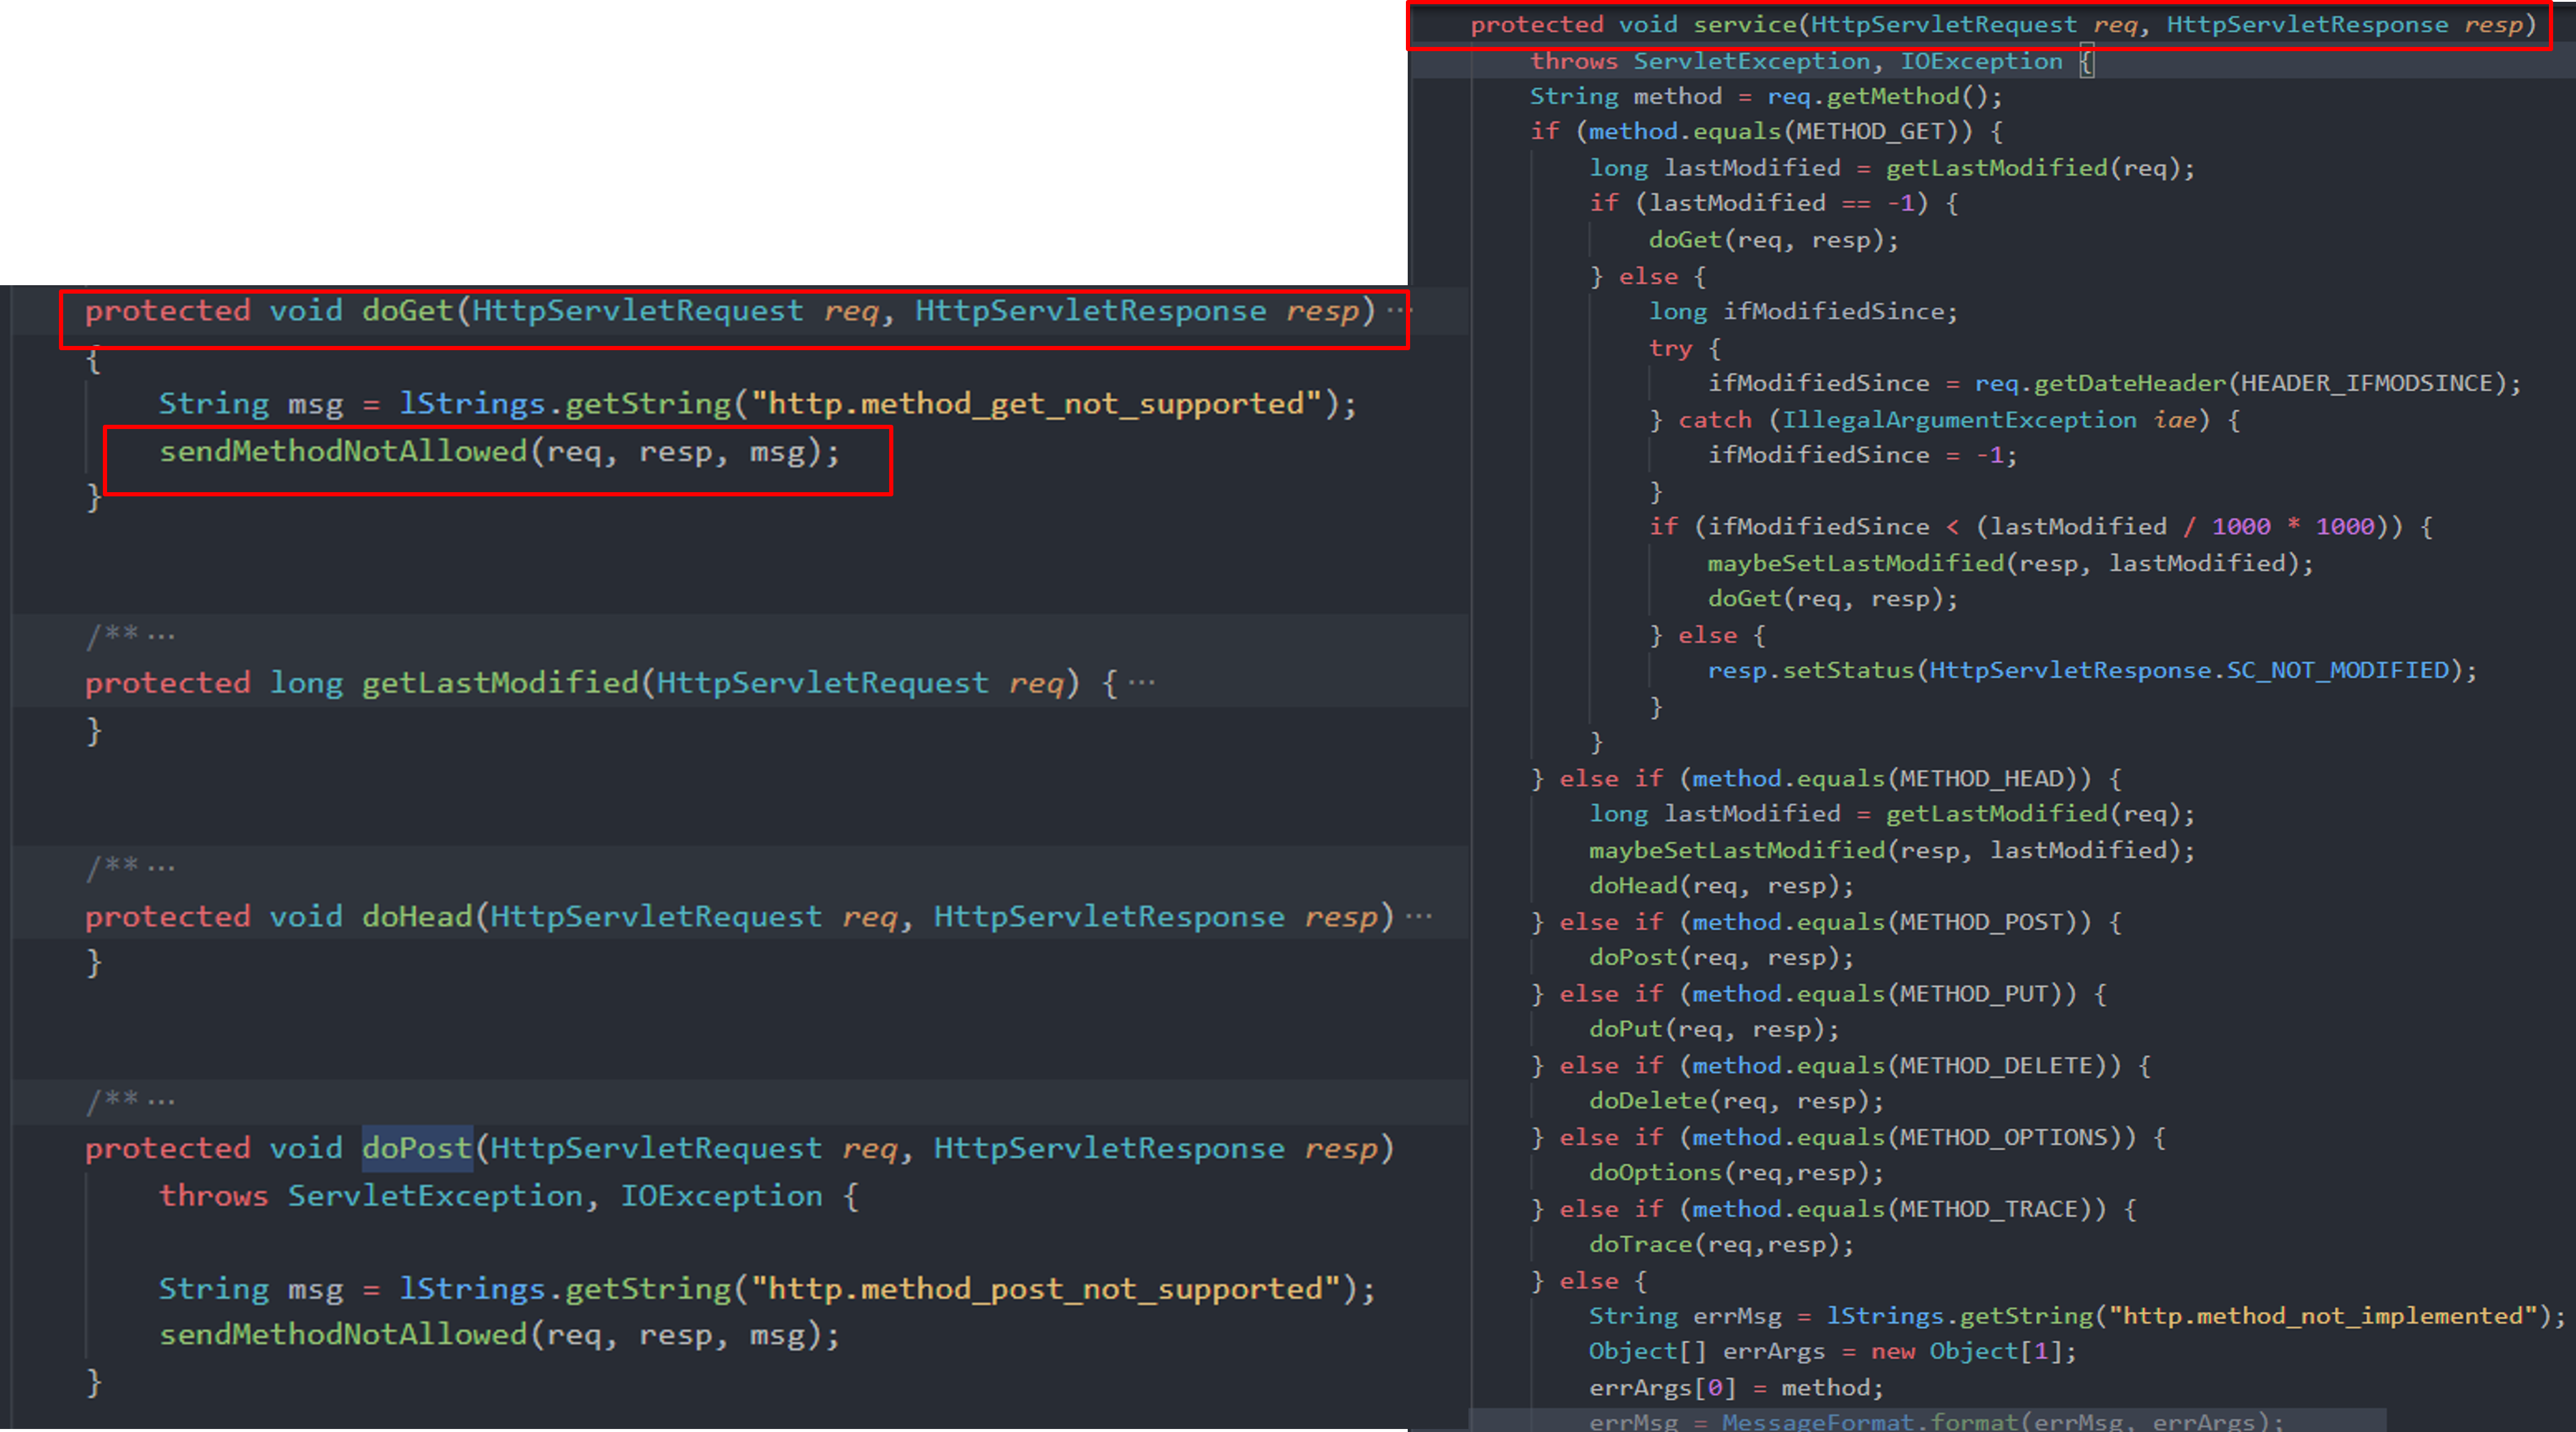 protected void doGet(HttpServletRequest req, HttpServletResponse resp)…
{
String msg = lStrings.getString("http.method_get_not_supported");
sendMethodNotAllowed(req, resp, msg);
}
/**…
protected long getLastModified(HttpServletRequest req) {…
}
/**…
protected void doHead(HttpServletRequest req, HttpServletResponse resp)…
}
/**…
protected void doPost(HttpServletRequest req, HttpServletResponse resp)
throws ServletException, IOException {
String msg = lStrings.getString("http.method_post_not_supported");
sendMethodNotAllowed(req, resp, msg);
}
protected void service(HttpServletRequest req, HttpServletResponse resp)
throws ServletException, IOException {
String method = req.getMethod();
if (method.equals(METHOD_GET)) {
long lastModified = getLastModified(req);
if (lastModified == -1) {
doGet(req, resp);
} else {
long ifModifiedSince;
try {
ifModifiedSince = req.getDateHeader(HEADER_IFMODSINCE);
} catch (IllegalArgumentException iae) {
ifModifiedSince = -1;
}
if (ifModifiedSince < (lastModified / 1000 * 1000)) {
maybeSetLastModified(resp, lastModified);
doGet(req, resp);
} else {
resp.setStatus(HttpServletResponse.SC_NOT_MODIFIED);
}
}
} else if (method.equals(METHOD_HEAD)) {
long lastModified = getLastModified(req);
maybeSetLastModified(resp, lastModified);
doHead(req, resp);
} else if (method.equals(METHOD_POST)) {
doPost(req, resp);
} else if (method.equals(METHOD_PUT)) {
doPut(req, resp);
} else if (method.equals(METHOD_DELETE)) {
doDelete(req, resp);
} else if (method.equals(METHOD_OPTIONS)) {
doOptions(req,resp);
} else if (method.equals(METHOD_TRACE)) {
doTrace(req,resp);
} else {
String errMsg = lStrings.getString("http.method_not_implemented");
Object[] errArgs = new Object[1];
errArgs[0] = method;
errMsg = MessageFormat.format(errMsg, errArgs);